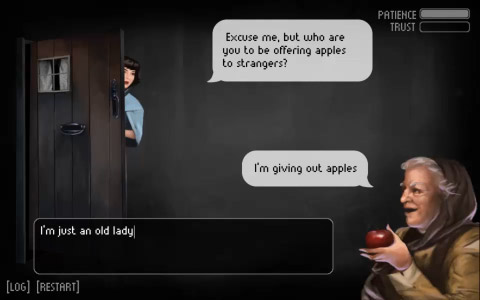 PATIENCE
TRUST
Excuse me, but who are
you to be offering apples
to strangers?
I'm giving out apples
I'm just an old lady
[LOG] [RESTART]